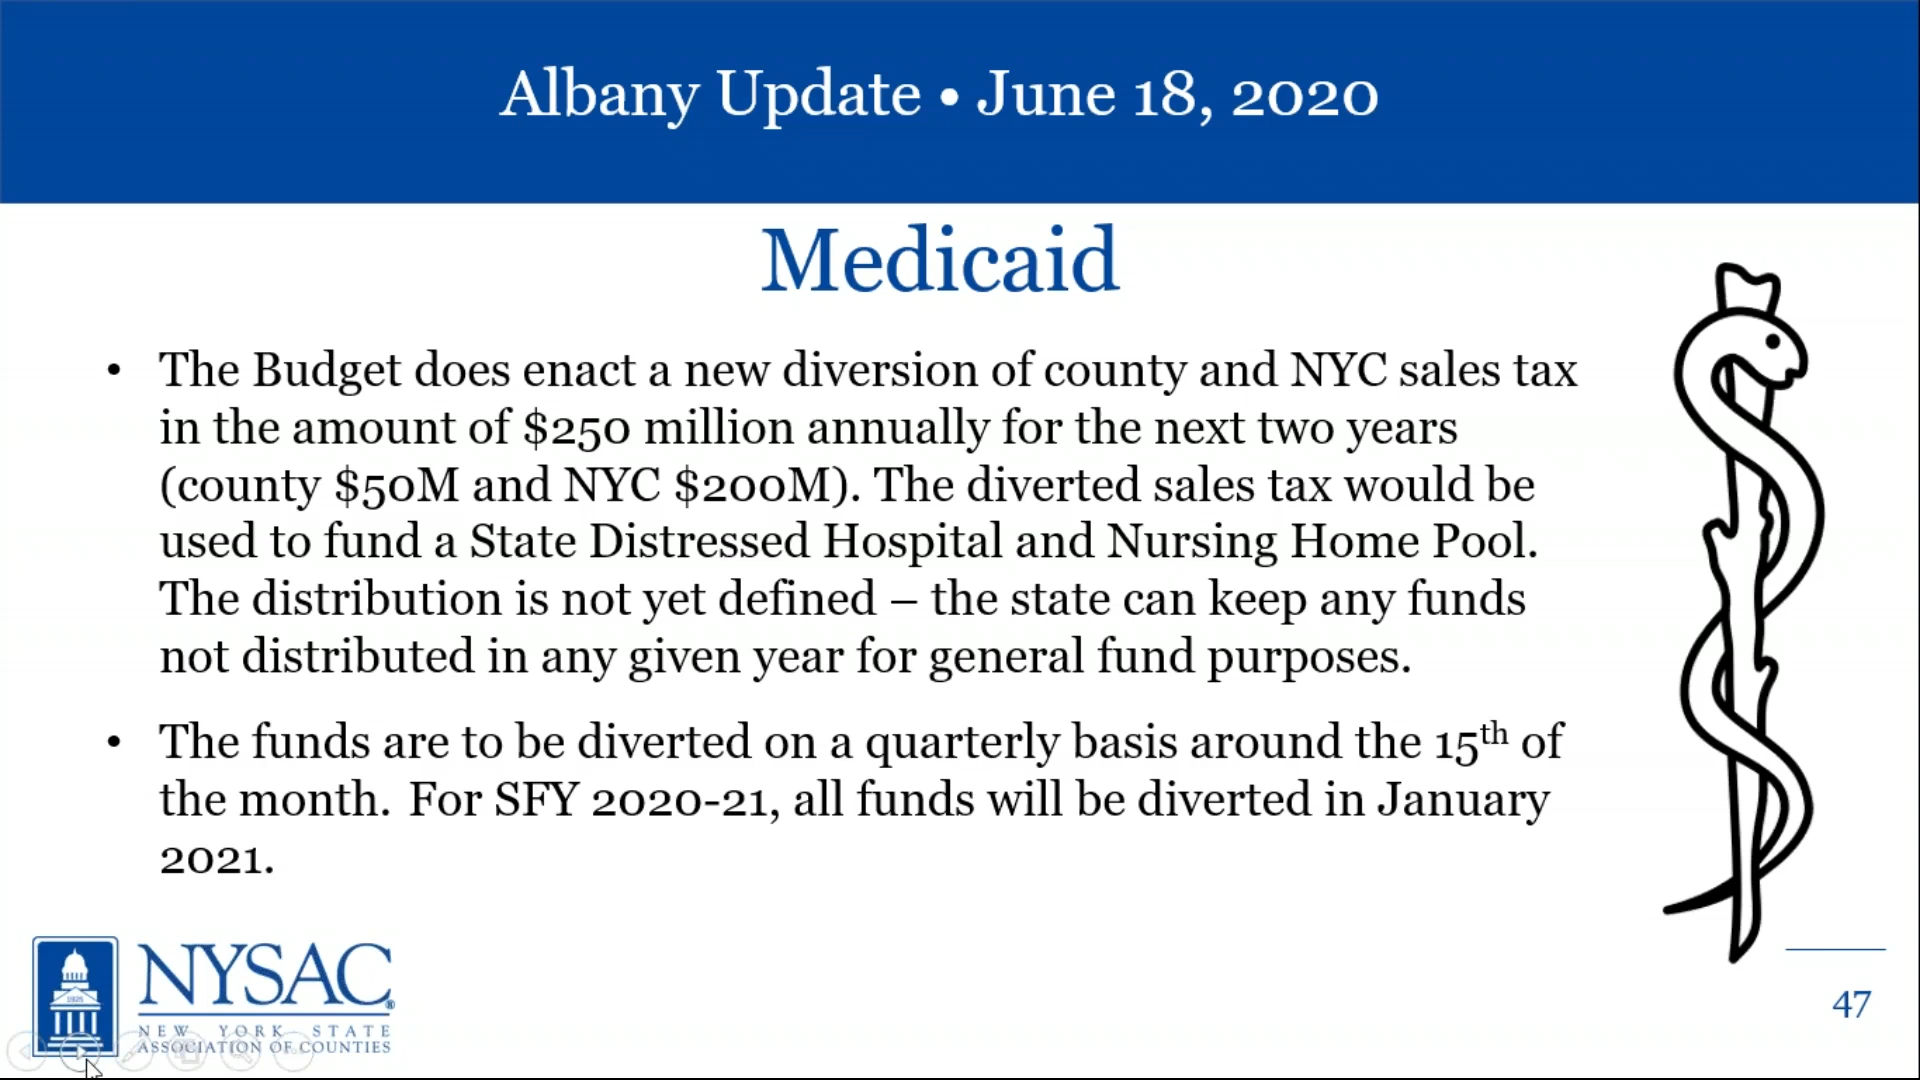 Albany Update • June 18, 2020
Medicaid
• The Budget does enact a new diversion of county and NYC sales tax
in the amount of $250 million annually for the next two years
(county $50M and NYC $200M). The diverted sales tax would be
used to fund a State Distressed Hospital and Nursing Home Pool.
The distribution is not yet defined – the state can keep any funds
not distributed in any given year for general fund purposes.
• The funds are to be diverted on a quarterly basis around the 15th of
the month. For SFY 2020-21, all funds will be diverted in January
2021.
1925
NYSAC®
NEW YORK STATE
ASSOCIATION OF COUNTIES
47